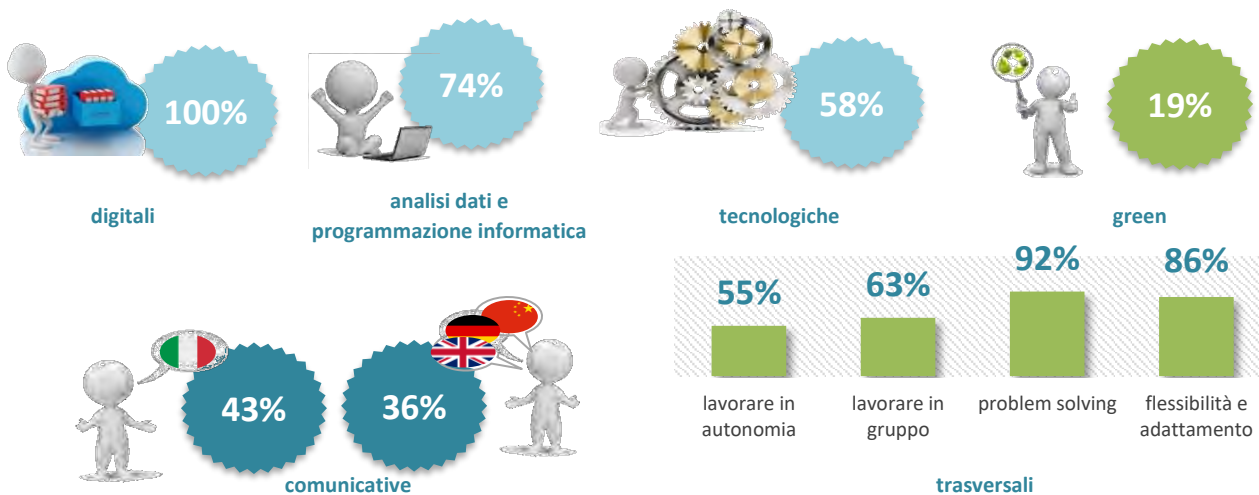 100%
digitali
74%
analisi dati e
programmazione informatica
58%
tecnologiche
19%
green
43%
36%
comunicative
55%
63%
92%
86%
lavorare in
autonomia
lavorare in
gruppo
problem solving
flessibilità e
adattamento
trasversali